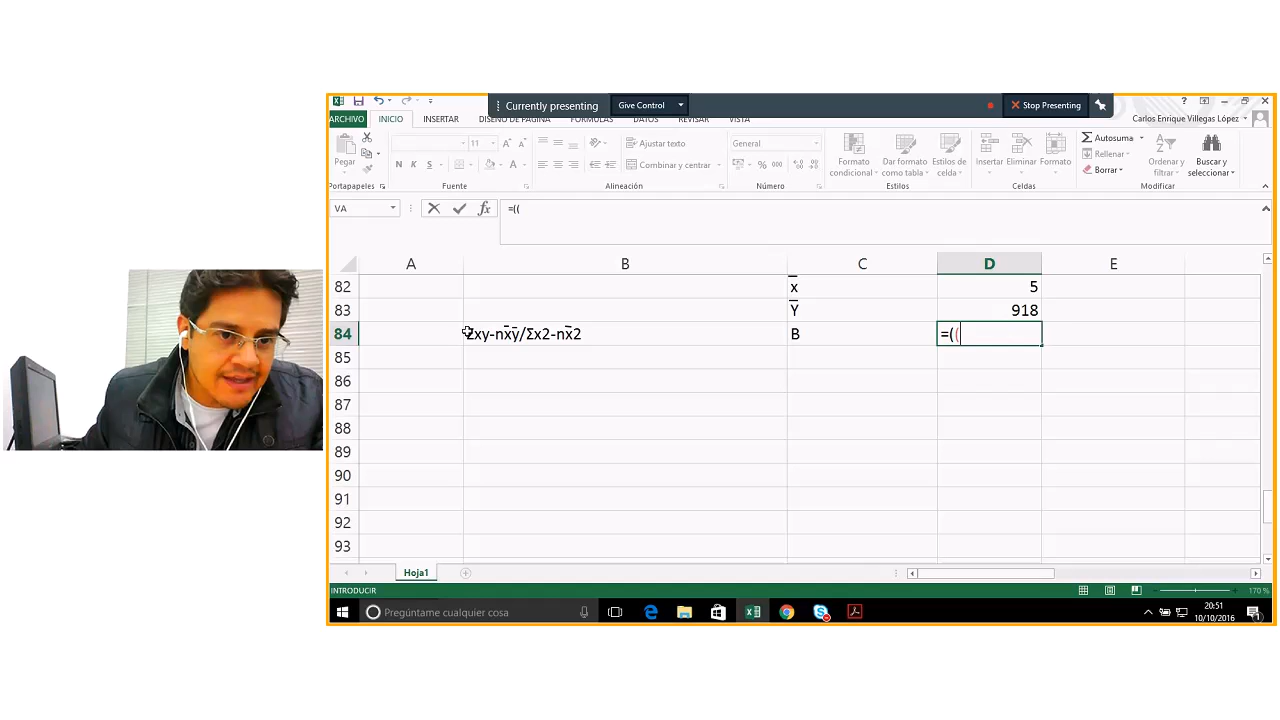 Currently presenting
Give Control
Stop Presenting
ARCHIVO
INICIO
INSERTAR
DISEÑO DE PÁGINA
FÓRMULAS
DATOS
REVISAR
VISTA
Carlos Enrique Villegas López
Pegar
11
N K S
Ajustar texto
Combinar y centrar
General
% 000
Formato condicional
Dar formato como tabla
Estilos de celda
Insertar
Eliminar
Formato
Autosuma
Rellenar
Borrar
Ordenar y filtrar
Buscar y seleccionar
Portapapeles
Fuente
Alineación
Número
Estilos
Celdas
Modificar
VA
fx
=((
A B C D E
82 x̅ 5
83 Y̅ 918
84 Σxy-nx̅y̅/Σx2-nx̅2 B =((
85
86
87
88
89
90
91
92
93
Hoja1
INTRODUCIR
170 %
Pregúntame cualquier cosa
20:51
10/10/2016